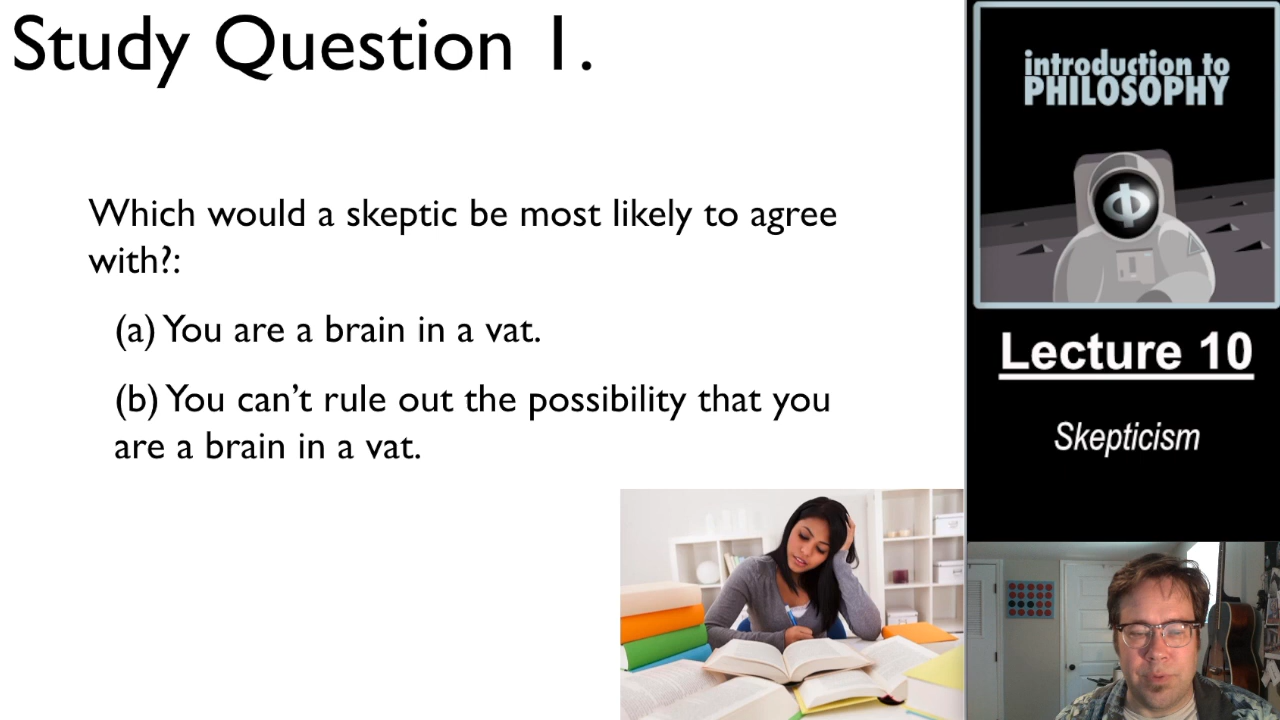 Study Question 1.
Which would a skeptic be most likely to agree
with?:
(a) You are a brain in a vat.
(b) You can’t rule out the possibility that you
are a brain in a vat.
introduction to
PHILOSOPHY
Lecture 10
Skepticism